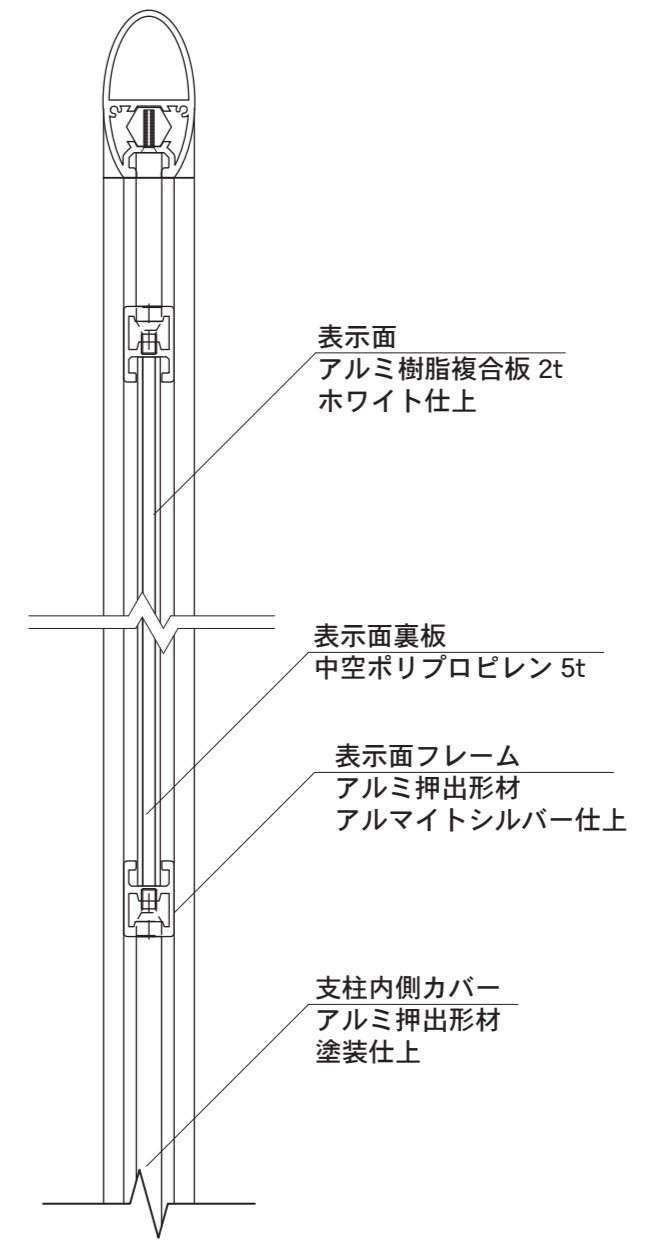 表示面
アルミ樹脂複合板 2t
ホワイト仕上
表示面裏板
中空ポリプロピレン 5t
表示面フレーム
アルミ押出形材
アルマイトシルバー仕上
支柱内側カバー
アルミ押出形材
塗装仕上